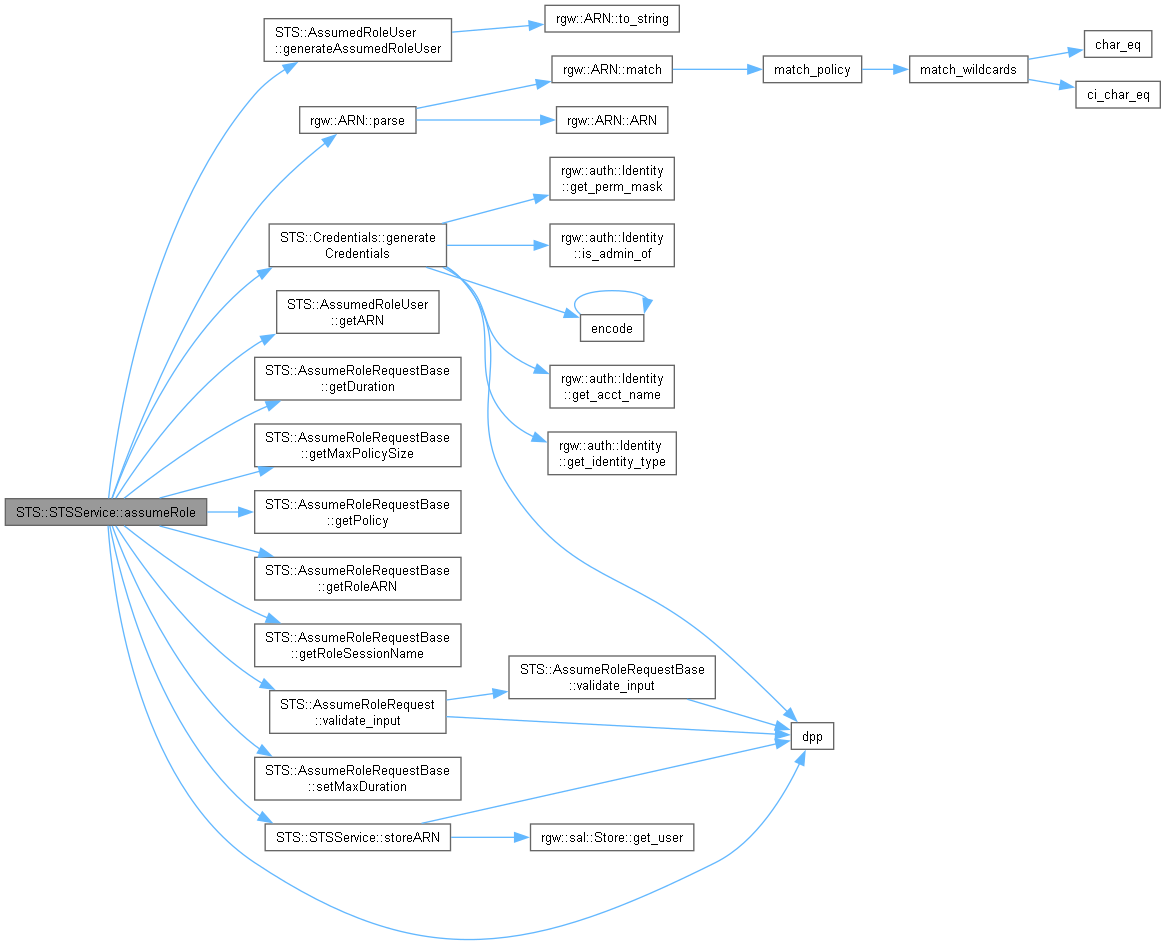 STS::AssumedRoleUser
::generateAssumedRoleUser
rgw::ARN::to_string
rgw::ARN::parse
rgw::ARN::match
match_policy
match_wildcards
char_eq
ci_char_eq
rgw::ARN::ARN
STS::Credentials::generate
Credentials
rgw::auth::Identity
::get_perm_mask
rgw::auth::Identity
::is_admin_of
encode
rgw::auth::Identity
::get_acct_name
rgw::auth::Identity
::get_identity_type
STS::AssumedRoleUser
::getARN
STS::AssumeRoleRequestBase
::getDuration
STS::AssumeRoleRequestBase
::getMaxPolicySize
STS::STSService::assumeRole
STS::AssumeRoleRequestBase
::getPolicy
STS::AssumeRoleRequestBase
::getRoleARN
STS::AssumeRoleRequestBase
::getRoleSessionName
STS::AssumeRoleRequest
::validate_input
STS::AssumeRoleRequestBase
::validate_input
dpp
STS::AssumeRoleRequestBase
::setMaxDuration
STS::STSService::storeARN
rgw::sal::Store::get_user